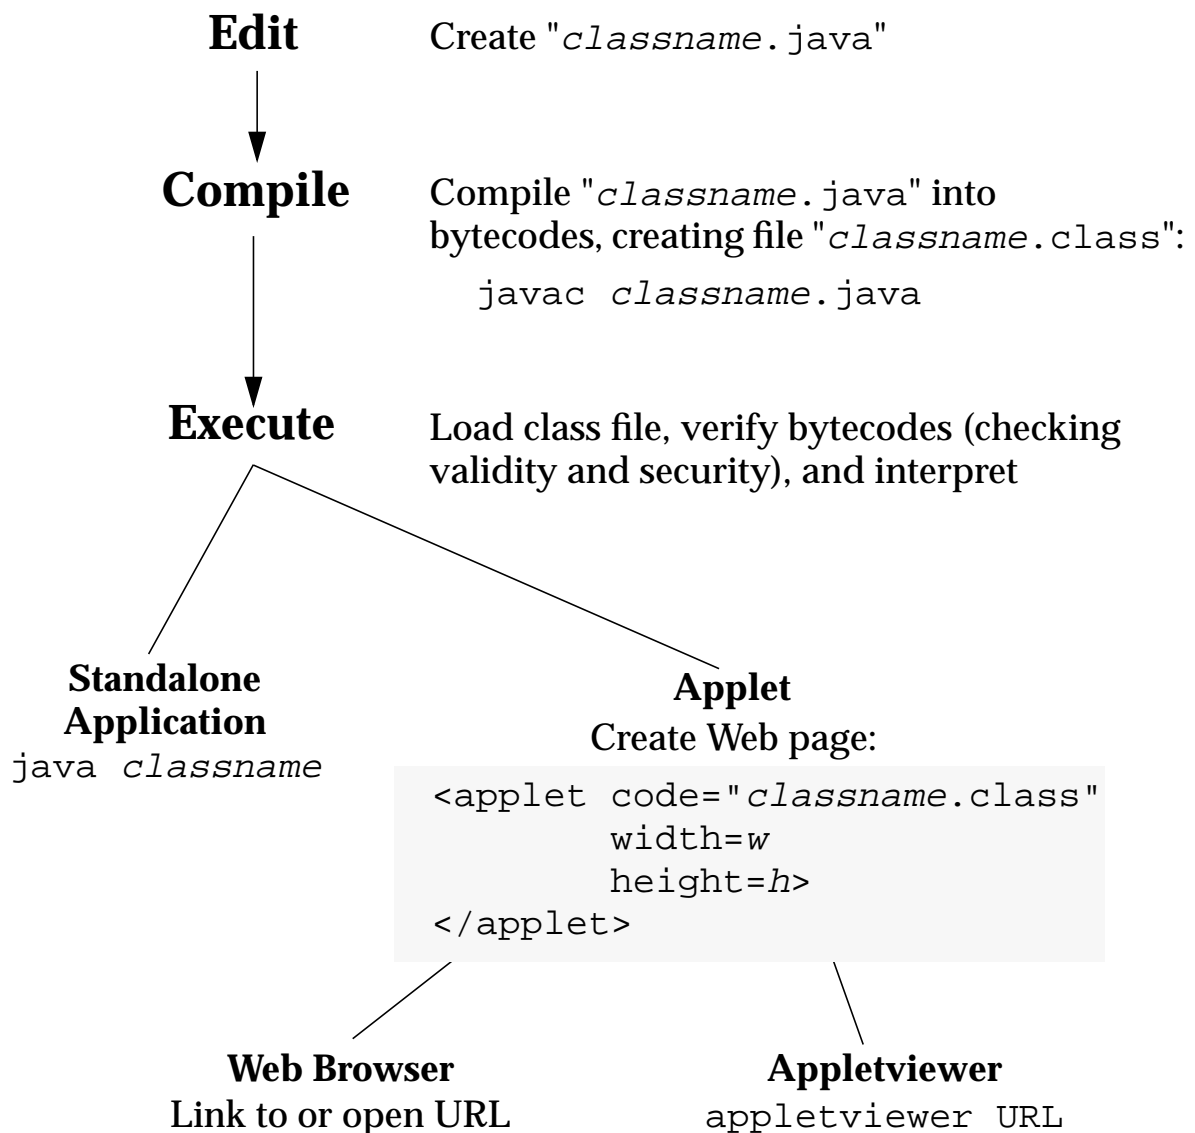 Edit
Create "classname.java"
Compile
Compile "classname.java" into
bytecodes, creating file "classname.class":
javac classname.java
Execute
Load class file, verify bytecodes (checking
validity and security), and interpret
Standalone
Application
java classname
Applet
Create Web page:
<applet code="classname.class"
width=w
height=h>
</applet>
Web Browser
Link to or open URL
Appletviewer
appletviewer URL